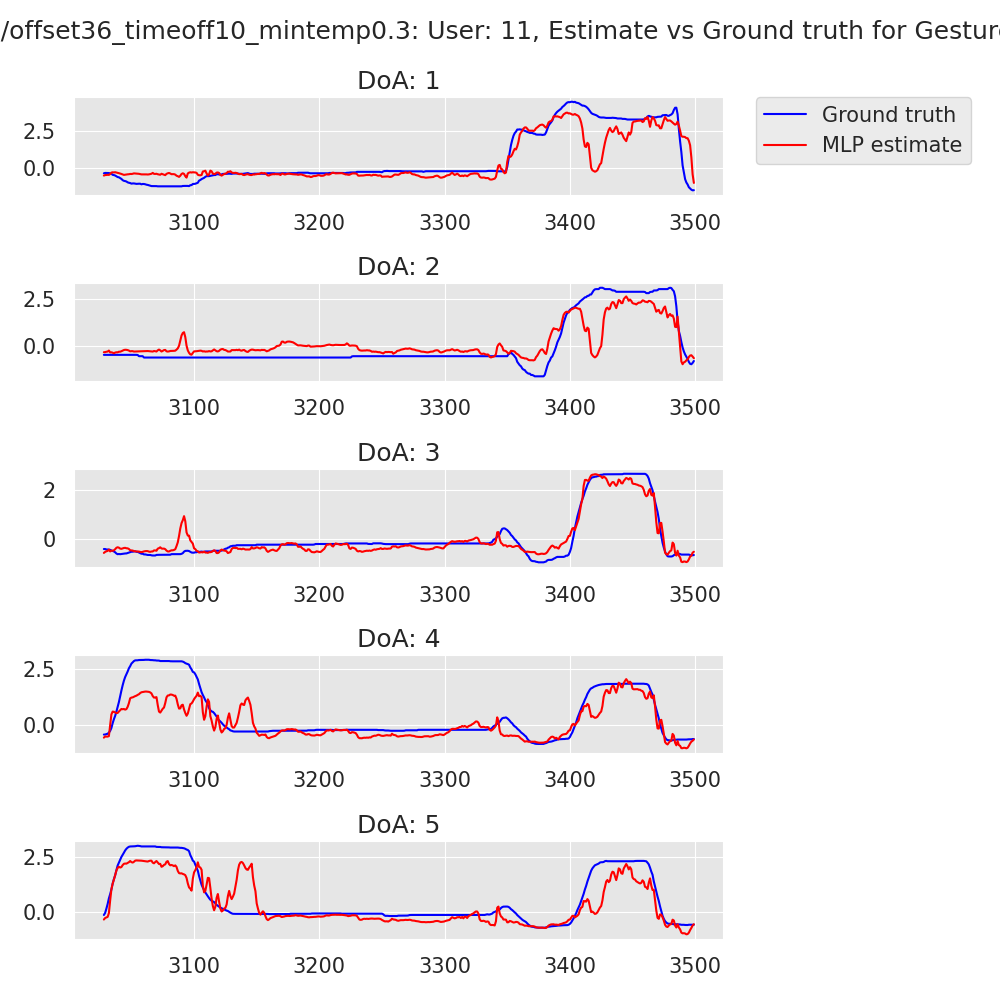 /offset36_timeoff10_mintemp0.3: User: 11, Estimate vs Ground truth for Gesture
DoA: 1
Ground truth
MLP estimate
2.5
0.0
3100 3200 3300 3400 3500
DoA: 2
2.5
0.0
3100 3200 3300 3400 3500
DoA: 3
2
0
3100 3200 3300 3400 3500
DoA: 4
2.5
0.0
3100 3200 3300 3400 3500
DoA: 5
2.5
0.0
3100 3200 3300 3400 3500